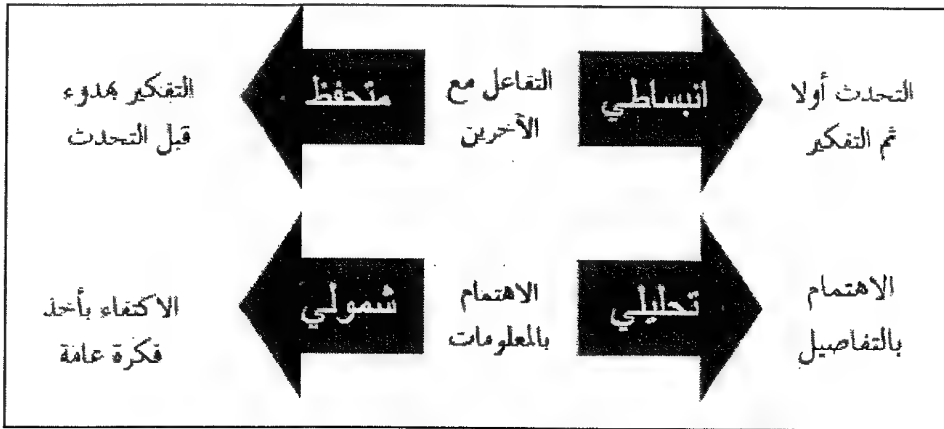 التحدث أولا
ثم التفكير
انبساطي
التفاعل مع
الآخرين
متحفظ
التفكير بهدوء
قبل التحدث
الاهتمام
بالتفاصيل
تحليلي
الاهتمام
بالمعلومات
شمولي
الاكتفاء بأخذ
فكرة عامة